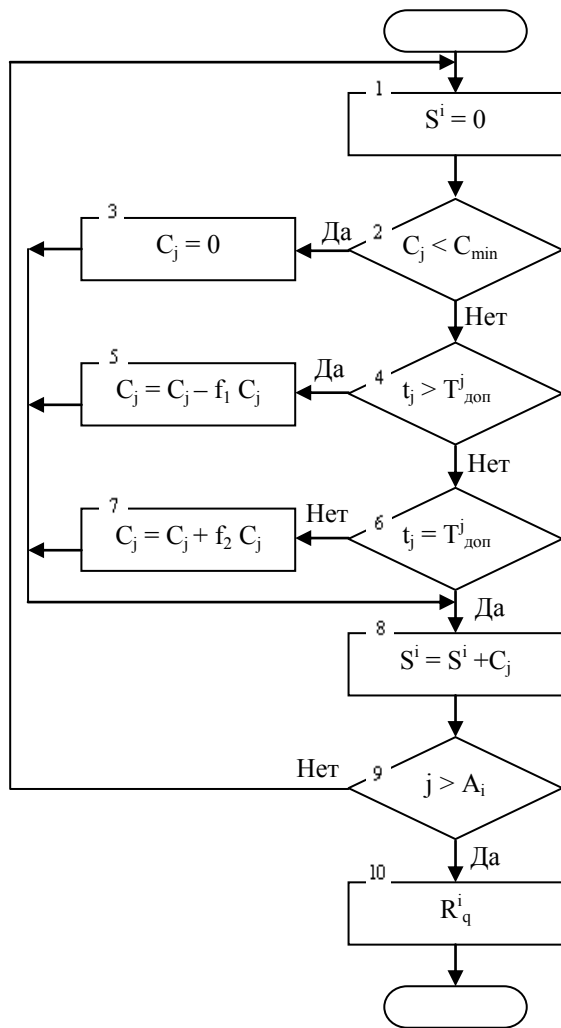 1
Sⁱ = 0
3
C_j = 0
Да
2
C_j < C_min
Нет
5
C_j = C_j – f_1 C_j
Да
4
t_j > T^j_доп
Нет
7
C_j = C_j + f_2 C_j
Нет
6
t_j = T^j_доп
Да
8
Sⁱ = Sⁱ +C_j
Нет
9
j > A_i
Да
10
R^i_q